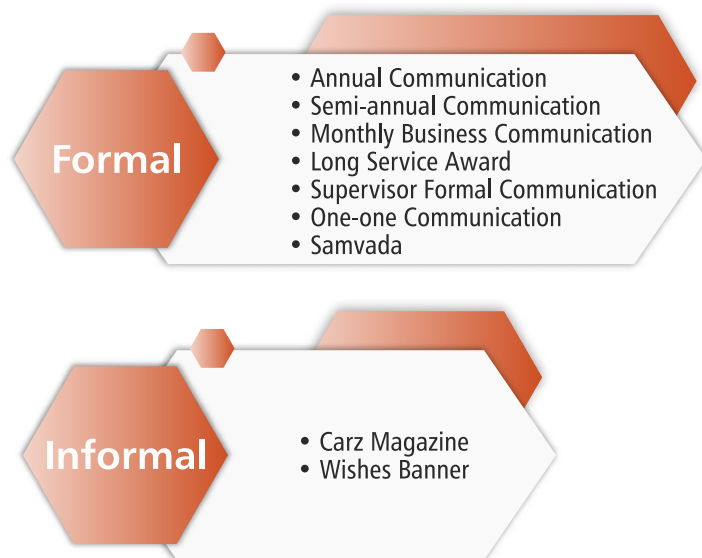 Formal
• Annual Communication
• Semi-annual Communication
• Monthly Business Communication
• Long Service Award
• Supervisor Formal Communication
• One-one Communication
• Samvada
Informal
• Carz Magazine
• Wishes Banner